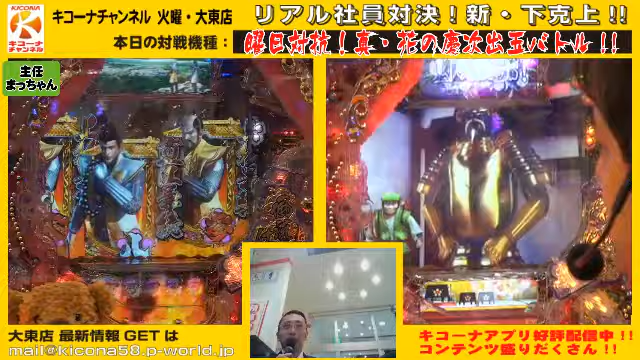 KICONA
キコーナ
チャンネル
キコーナチャンネル 火曜・大東店
リアル社員対決！新・下克上!!
本日の対戦機種：
曜日対抗！真・花の慶次出玉バトル!!
主任
まっちゃん
大東店 最新情報 GET は
mail@kicona58.p-world.jp
キコーナアプリ好評配信中!!
コンテンツ盛りだくさん!!